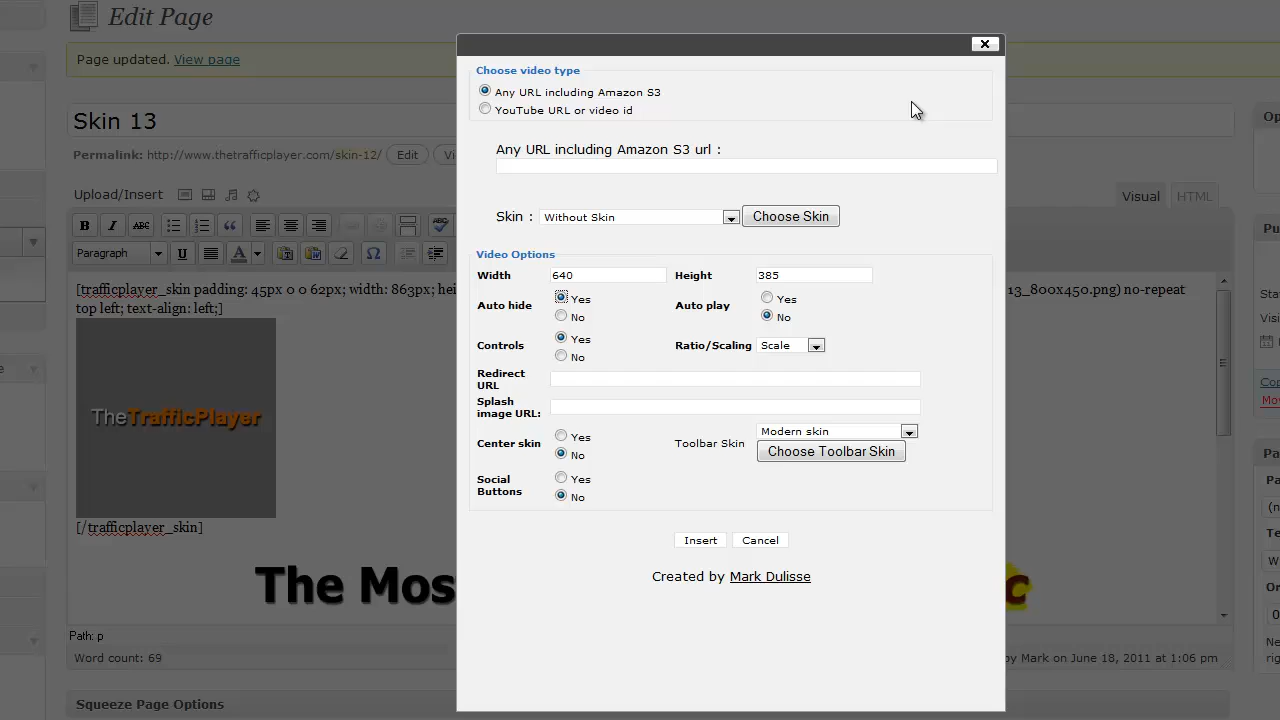 Edit Page
Page updated. View page
Skin 13
Permalink: http://www.thetrafficplayer.com/skin-12/ Edit
Upload/Insert
Visual HTML
B I ABC ABC
Paragraph U A Ω
[trafficplayer_skin padding: 45px 0 0 62px; width: 863px; 13_800x450.png) no-repeat
top left; text-align: left;]
TheTrafficPlayer
[/trafficplayer_skin]
The
Path: p
Word count: 69 by Mark on June 18, 2011 at 1:06 pm
Squeeze Page Options
Choose video type
Any URL including Amazon S3
YouTube URL or video id
Any URL including Amazon S3 url :
Skin : Without Skin Choose Skin
Video Options
Width 640 Height 385
Auto hide Yes No Auto play Yes No
Controls Yes No Ratio/Scaling Scale
Redirect URL
Splash image URL:
Center skin Yes No Toolbar Skin Modern skin
Choose Toolbar Skin
Social Buttons Yes No
Insert Cancel
Created by Mark Dulisse